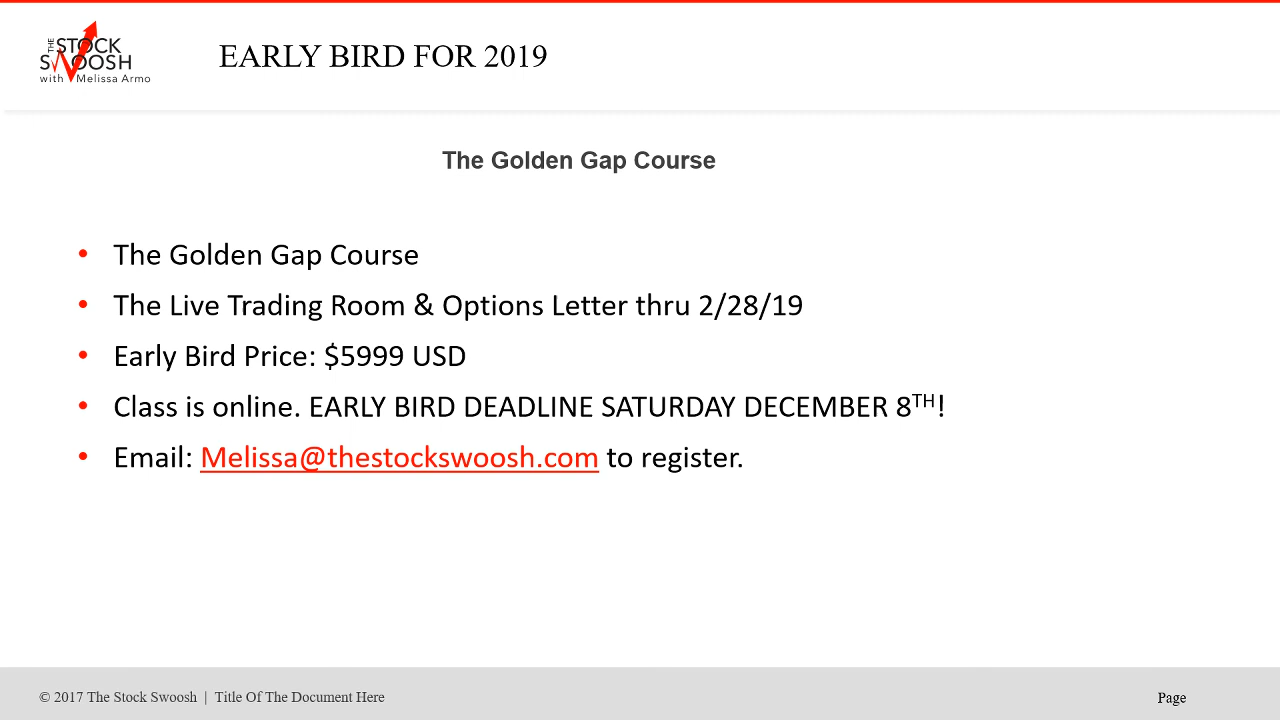 THE STOCK
SWOOSH
with Melissa Armo
EARLY BIRD FOR 2019
The Golden Gap Course
• The Golden Gap Course
• The Live Trading Room & Options Letter thru 2/28/19
• Early Bird Price: $5999 USD
• Class is online. EARLY BIRD DEADLINE SATURDAY DECEMBER 8TH!
• Email: Melissa@thestockswoosh.com to register.
© 2017 The Stock Swoosh | Title Of The Document Here
Page